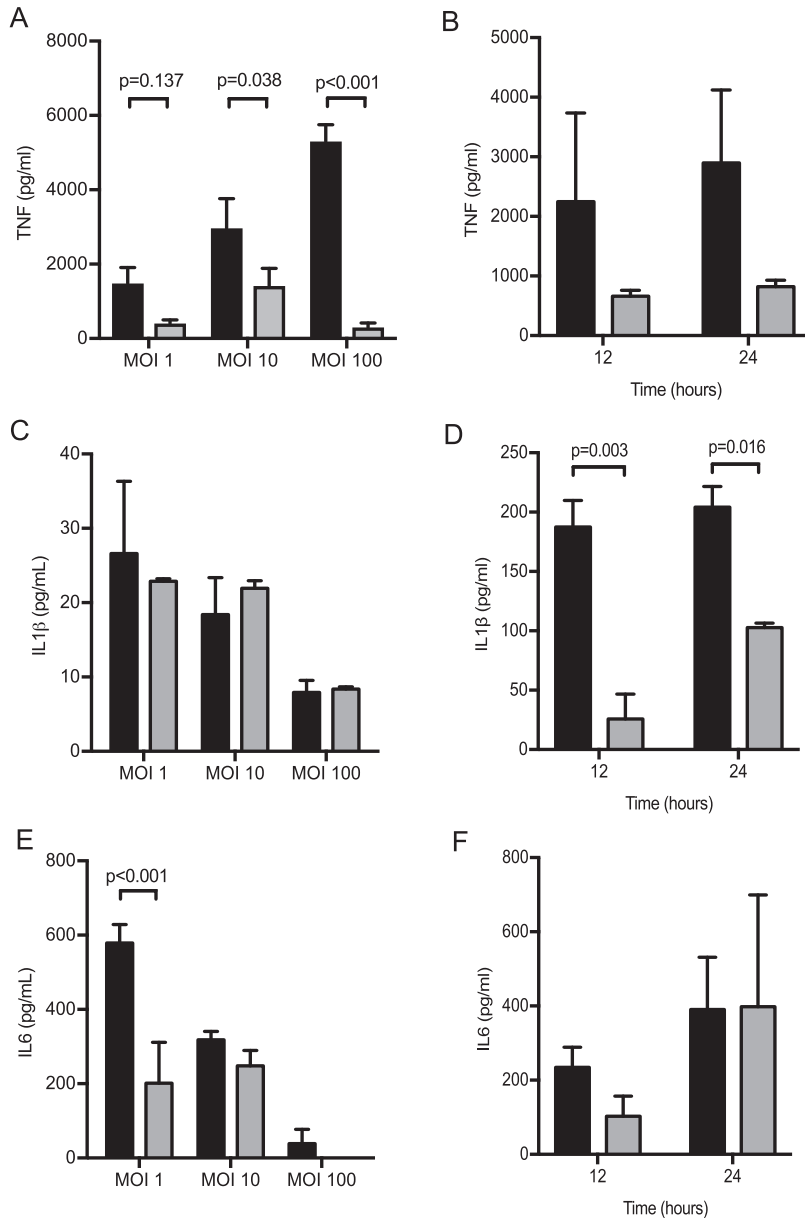 A
TNF (pg/ml)
8000
6000
4000
2000
0
p=0.137
p=0.038
p<0.001
MOI 1
MOI 10
MOI 100
B
TNF (pg/ml)
5000
4000
3000
2000
1000
0
12
24
Time (hours)
C
IL1β (pg/mL)
40
30
20
10
0
MOI 1
MOI 10
MOI 100
D
IL1β (pg/ml)
250
200
150
100
50
0
p=0.003
p=0.016
12
24
Time (hours)
E
IL6 (pg/mL)
800
600
400
200
0
p<0.001
MOI 1
MOI 10
MOI 100
F
IL6 (pg/ml)
800
600
400
200
0
12
24
Time (hours)